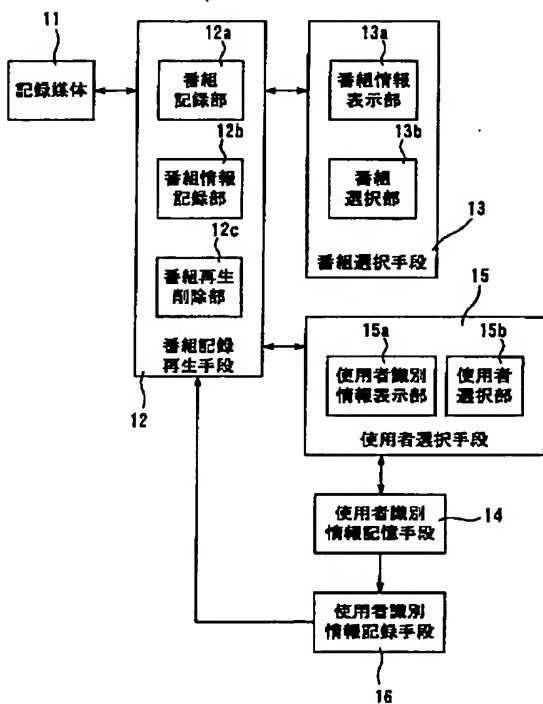 11
記録媒体
12a
番組
記録部
12b
番組情報
記録部
12c
番組再生
削除部
番組記録
再生手段
12
13a
番組情報
表示部
13b
番組
選択部
番組選択手段
13
15
15a
使用者識別
情報表示部
15b
使用者
選択部
使用者選択手段
使用者識別
情報記憶手段
14
使用者識別
情報記録手段
16